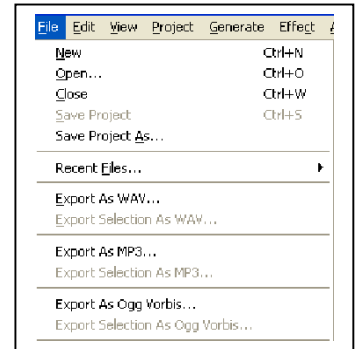 File Edit View Project Generate Effect
New Ctrl+N
Open... Ctrl+O
Close Ctrl+W
Save Project Ctrl+S
Save Project As...
Recent Files...
Export As WAV...
Export Selection As WAV...
Export As MP3...
Export Selection As MP3...
Export As Ogg Vorbis...
Export Selection As Ogg Vorbis...